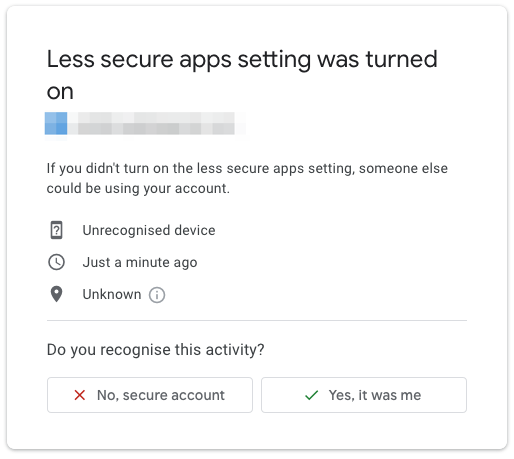 Less secure apps setting was turned
on
If you didn't turn on the less secure apps setting, someone else
could be using your account.
Unrecognised device
Just a minute ago
Unknown
Do you recognise this activity?
No, secure account
Yes, it was me